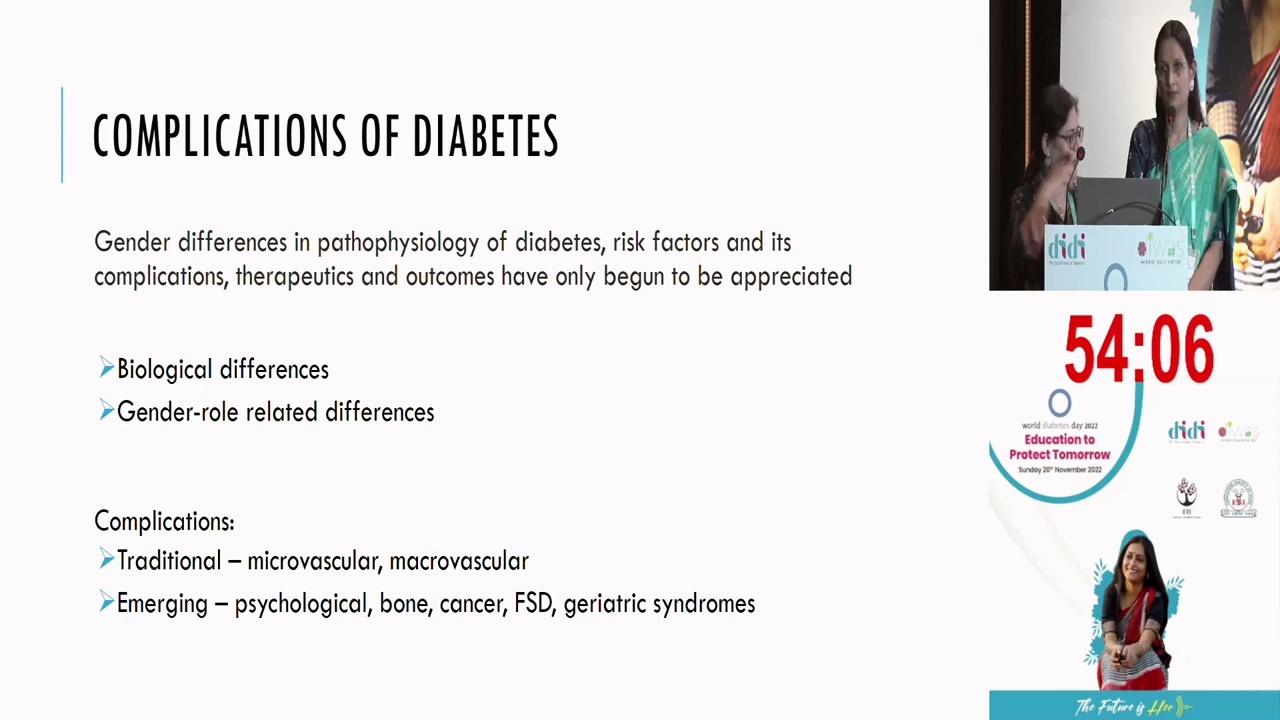 COMPLICATIONS OF DIABETES
Gender differences in pathophysiology of diabetes, risk factors and its
complications, therapeutics and outcomes have only begun to be appreciated
Biological differences
Gender-role related differences
Complications:
Traditional – microvascular, macrovascular
Emerging – psychological, bone, cancer, FSD, geriatric syndromes
didi
diwas
54:06
world diabetes day 2022
Education to
Protect Tomorrow
Sunday 20th November 2022
didi
diwas
The Future is Her